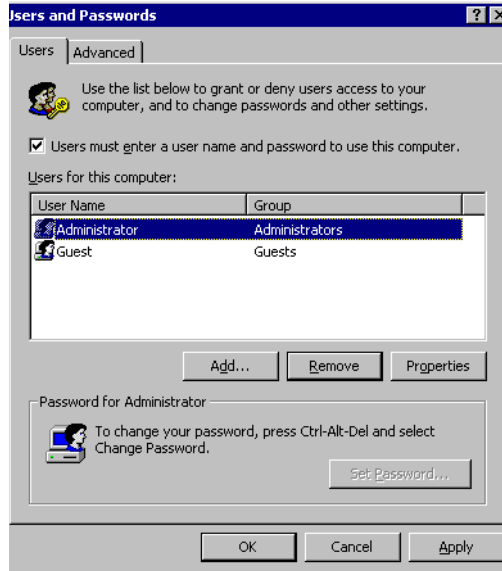 Users and Passwords
Users
Advanced
Use the list below to grant or deny users access to your
computer, and to change passwords and other settings.
Users must enter a user name and password to use this computer.
Users for this computer:
User Name Group
Administrator Administrators
Guest Guests
Add... Remove Properties
Password for Administrator
To change your password, press Ctrl-Alt-Del and select
Change Password.
Set Password...
OK Cancel Apply